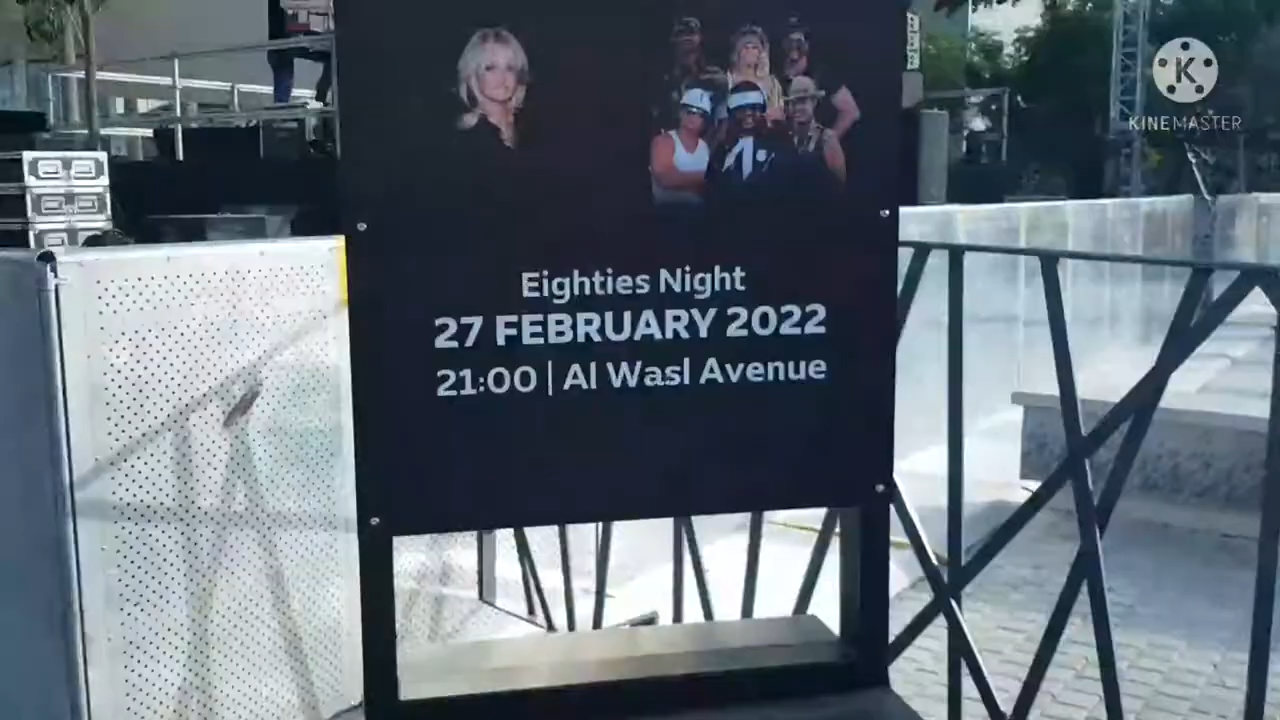 Eighties Night
27 FEBRUARY 2022
21:00 | Al Wasl Avenue
K
KINEMASTER